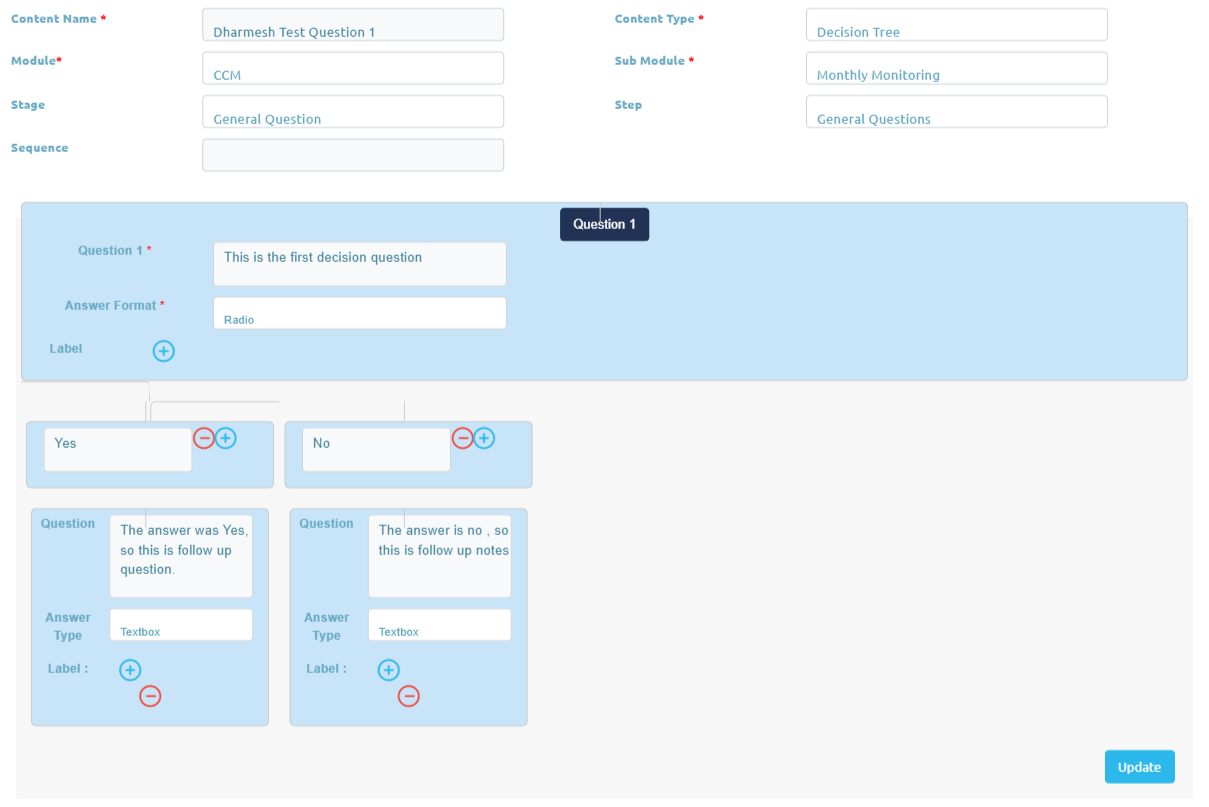 Content Name *
Dharmesh Test Question 1
Content Type *
Decision Tree
Module*
CCM
Sub Module *
Monthly Monitoring
Stage
General Question
Step
General Questions
Sequence
Question 1
Question 1 *
This is the first decision question
Answer Format *
Radio
Label
Yes
No
Question
The answer was Yes,
so this is follow up
question.
Answer
Type
Textbox
Label :
Question
The answer is no , so
this is follow up notes
Answer
Type
Textbox
Label :
Update